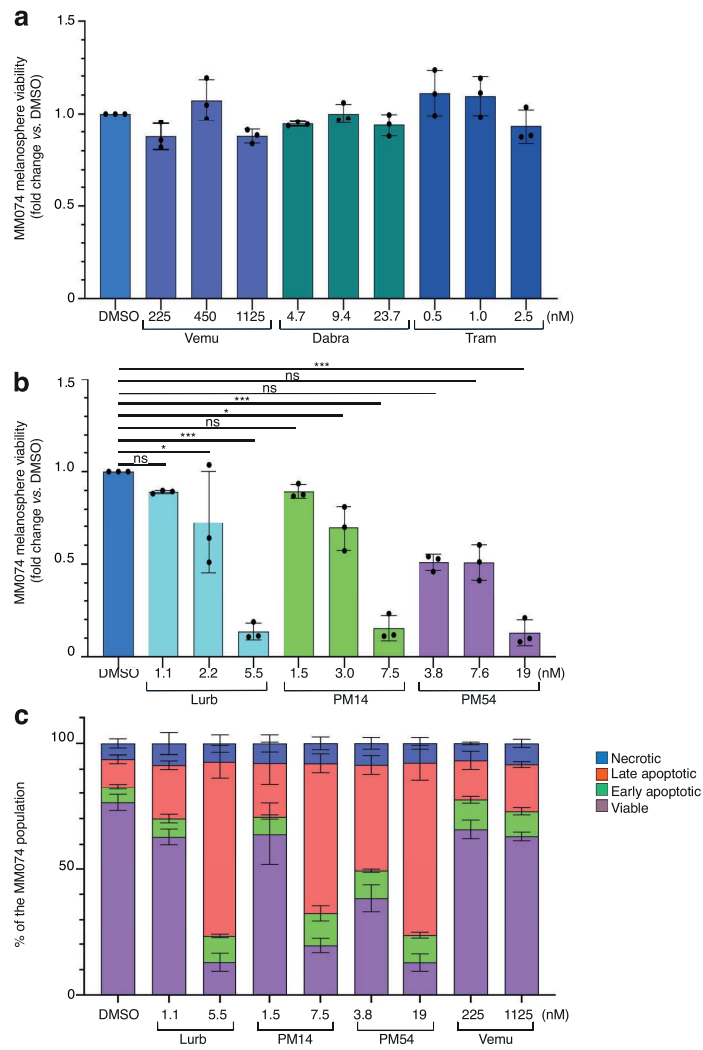 a
1.5
1.0
0.5
0
MM074 melanosphere viability
(fold change vs. DMSO)
DMSO 225 450 1125 4.7 9.4 23.7 0.5 1.0 2.5 (nM)
Vemu Dabra Tram
b
***
ns
ns
***
*
ns
***
*
ns
1.5
1.0
0.5
0
MM074 melanosphere viability
(fold change vs. DMSO)
DMSO 1.1 2.2 5.5 1.5 3.0 7.5 3.8 7.6 19 (nM)
Lurb PM14 PM54
c
100
50
0
% of the MM074 population
Necrotic
Late apoptotic
Early apoptotic
Viable
DMSO 1.1 5.5 1.5 7.5 3.8 19 225 1125 (nM)
Lurb PM14 PM54 Vemu